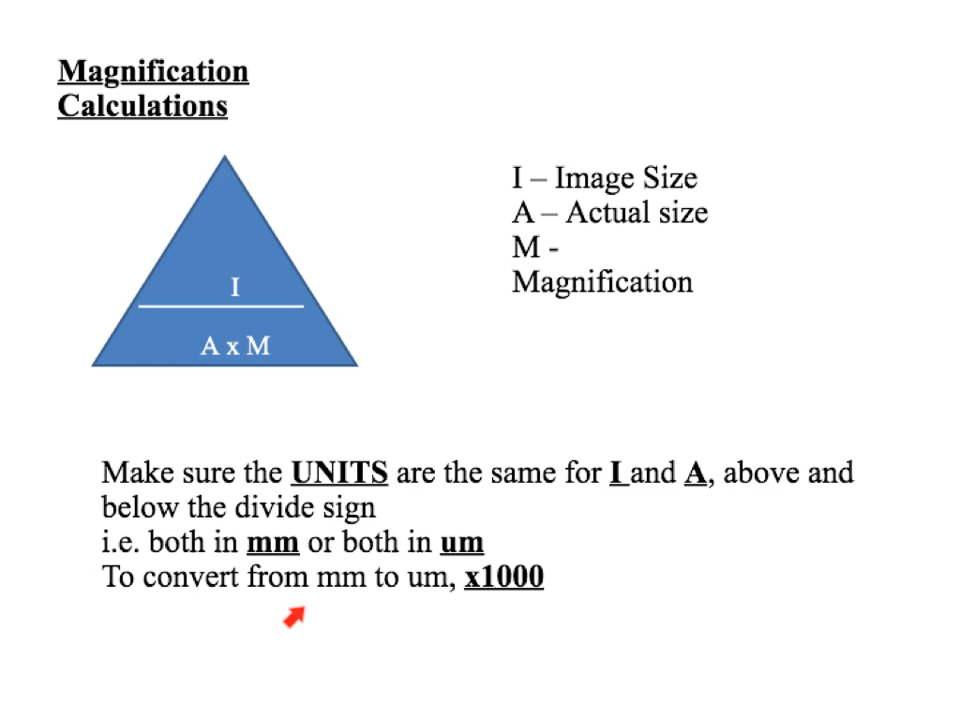 Magnification
Calculations
I
A x M
I – Image Size
A – Actual size
M -
Magnification
Make sure the UNITS are the same for I and A, above and
below the divide sign
i.e. both in mm or both in um
To convert from mm to um, x1000